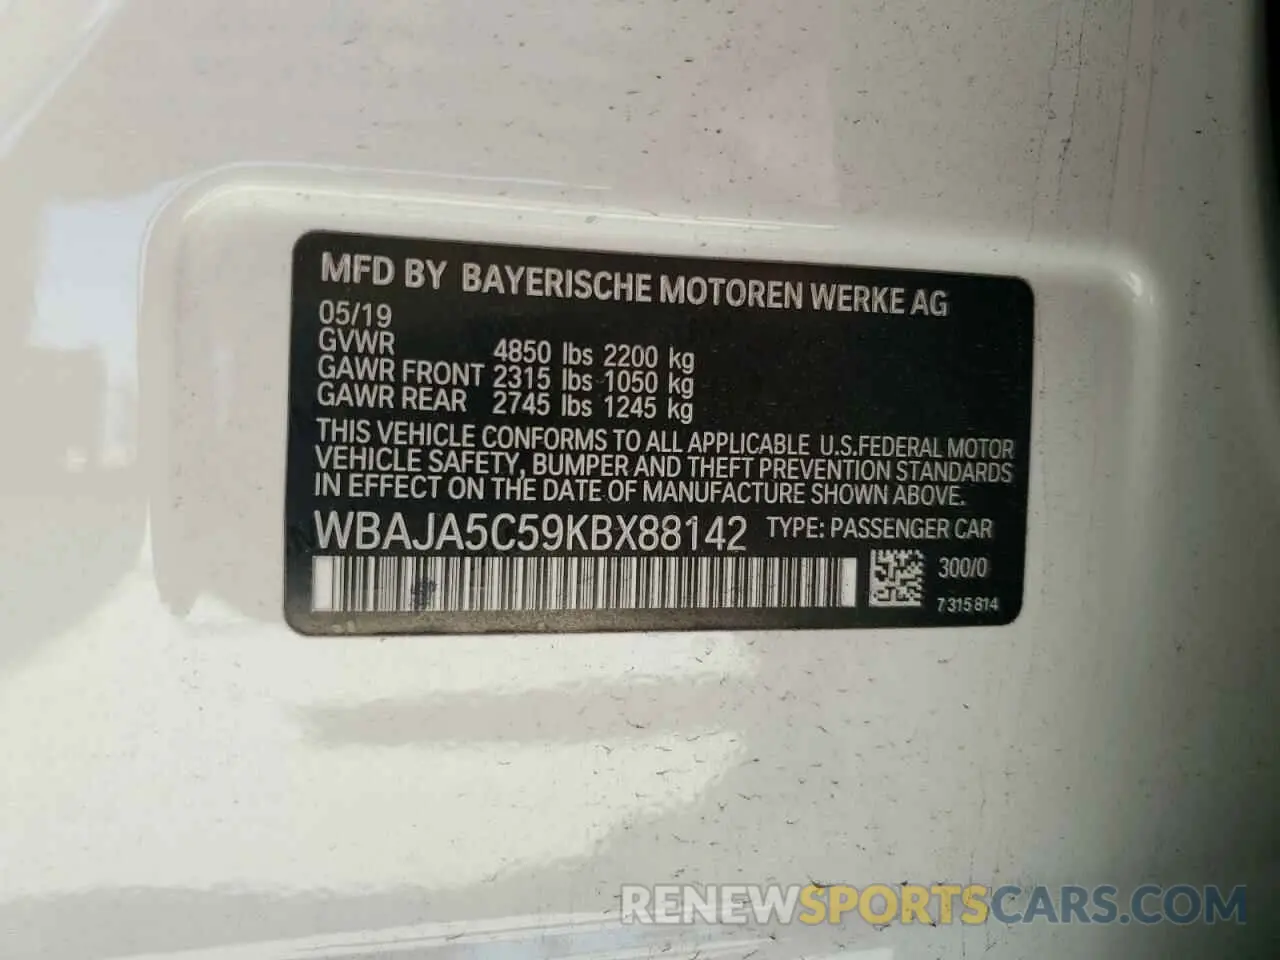 MFD BY BAYERISCHE MOTOREN WERKE AG
05/19
GVWR 4850 lbs 2200 kg
GAWR FRONT 2315 lbs 1050 kg
GAWR REAR 2745 lbs 1245 kg
THIS VEHICLE CONFORMS TO ALL APPLICABLE U.S.FEDERAL MOTOR
VEHICLE SAFETY, BUMPER AND THEFT PREVENTION STANDARDS
IN EFFECT ON THE DATE OF MANUFACTURE SHOWN ABOVE.
WBAJA5C59KBX88142 TYPE: PASSENGER CAR
300/0
7 315 814
RENEWSPORTSCARS.COM